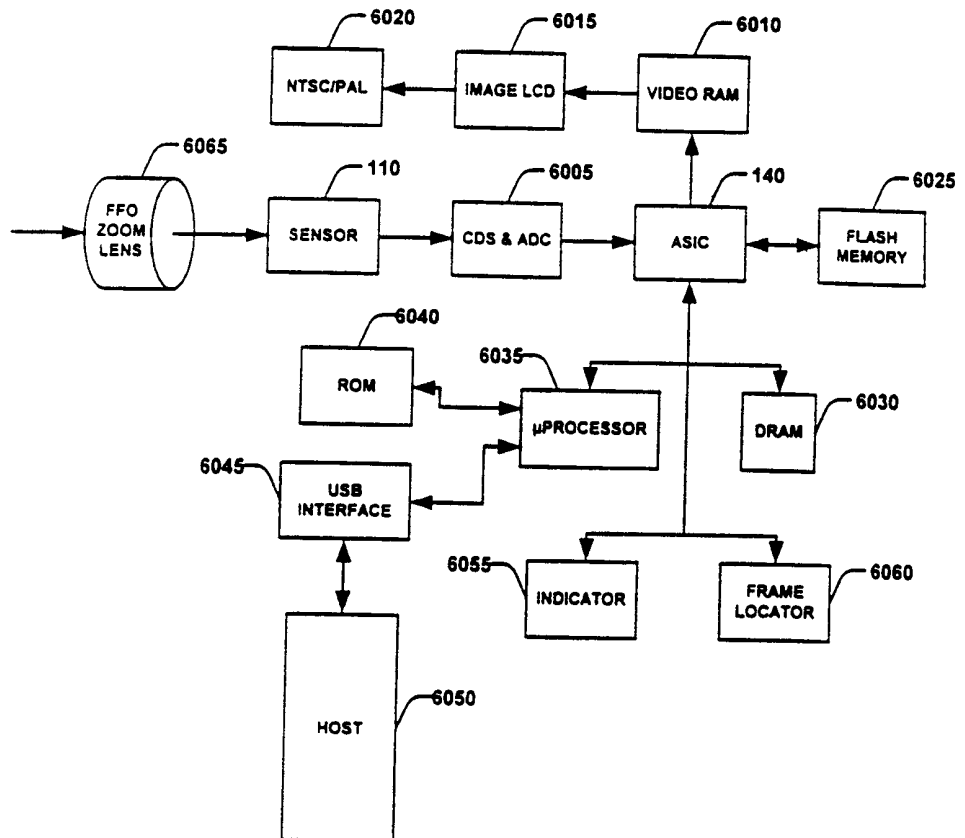 6020
6015
6010
NTSC/PAL
IMAGE LCD
VIDEO RAM
6065
110
6005
140
6025
FFO
ZOOM
LENS
SENSOR
CDS & ADC
ASIC
FLASH
MEMORY
6040
6035
ROM
µPROCESSOR
6030
DRAM
6045
USB
INTERFACE
6055
INDICATOR
FRAME
LOCATOR
6060
HOST
6050